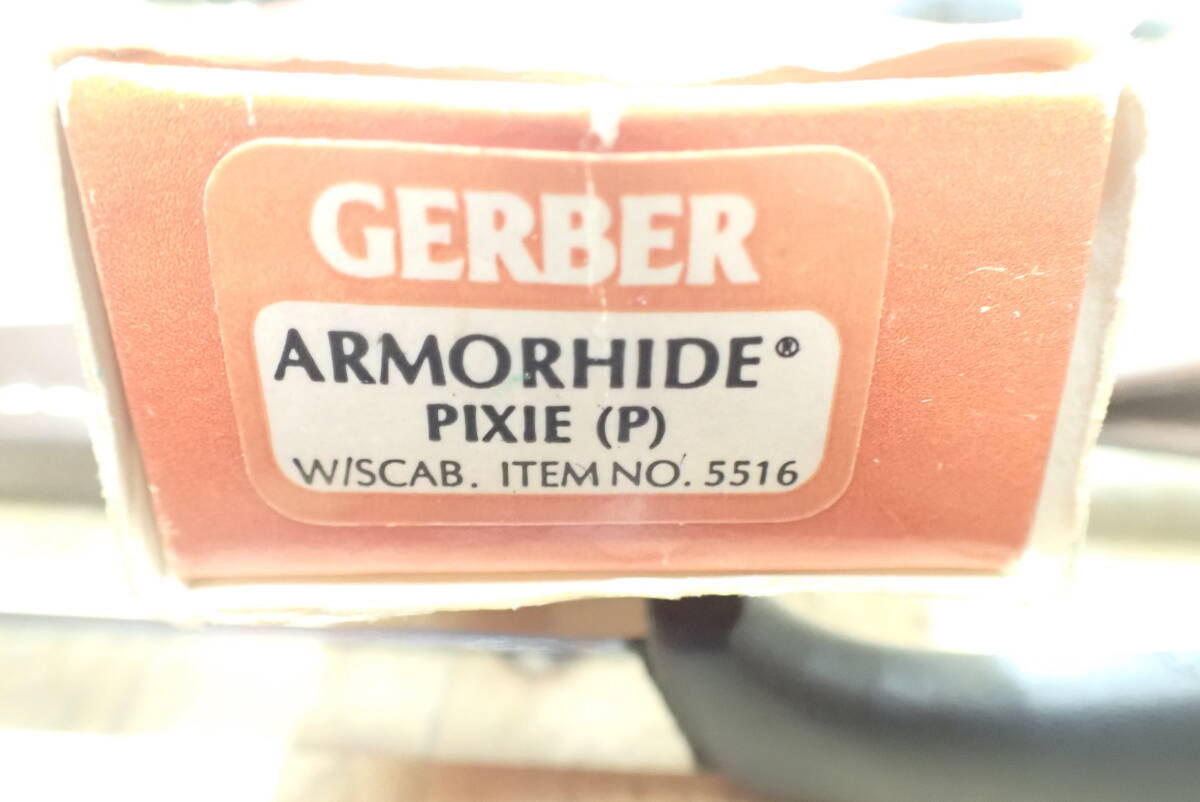 GERBER
ARMORHIDE®
PIXIE (P)
W/SCAB. ITEM NO. 5516